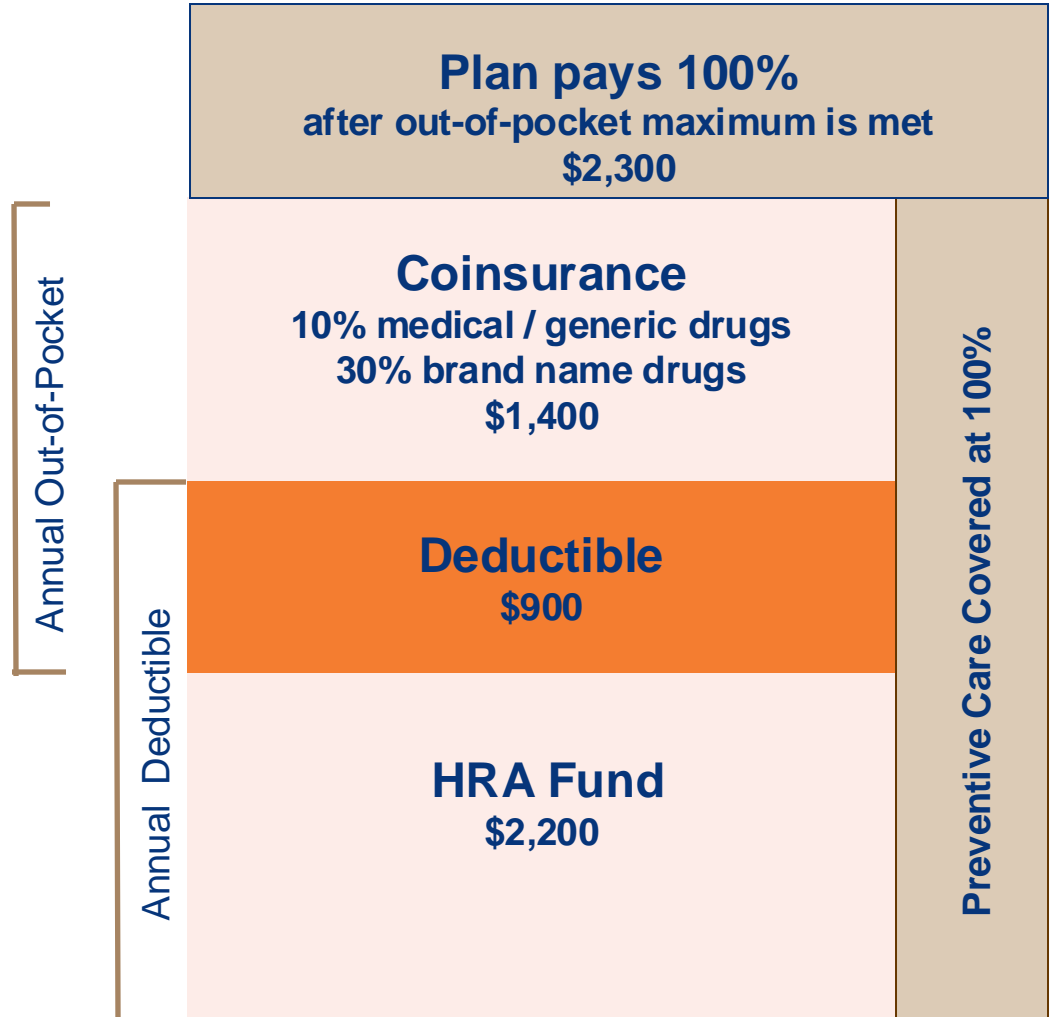 Plan pays 100%
after out-of-pocket maximum is met
$2,300
Annual Out-of-Pocket
Coinsurance
10% medical / generic drugs
30% brand name drugs
$1,400
Annual Deductible
Deductible
$900
HRA Fund
$2,200
Preventive Care Covered at 100%